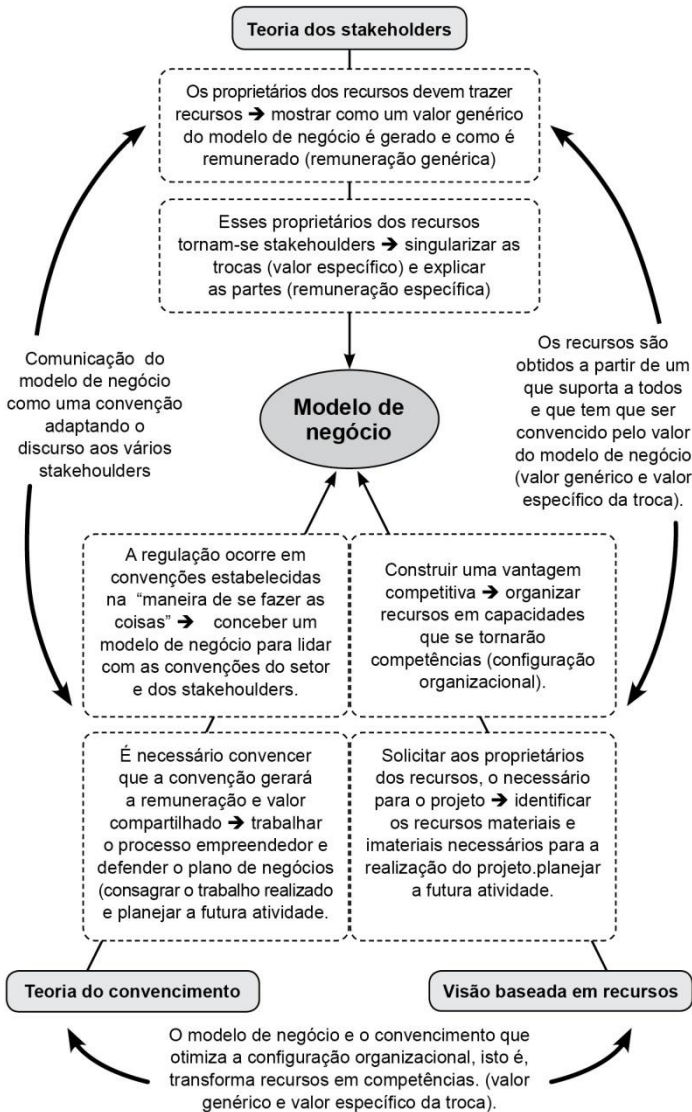 Teoria dos stakeholders
Os proprietários dos recursos devem trazer
recursos ➔ mostrar como um valor genérico
do modelo de negócio é gerado e como é
remunerado (remuneração genérica)
Esses proprietários dos recursos
tornam-se stakehoulders ➔ singularizar as
trocas (valor específico) e explicar
as partes (remuneração específica)
Comunicação do
modelo de negócio
como uma convenção
adaptando o
discurso aos vários
stakehoulders
Modelo de
negócio
Os recursos são
obtidos a partir de um
que suporta a todos
e que tem que ser
convencido pelo valor
do modelo de negócio
(valor genérico e valor
específico da troca).
A regulação ocorre em
convenções estabelecidas
na “maneira de se fazer as
coisas” ➔ conceber um
modelo de negócio para lidar
com as convenções do setor
e dos stakehoulders.
Construir uma vantagem
competitiva ➔ organizar
recursos em capacidades
que se tornarão
competências (configuração
organizacional).
É necessário convencer
que a convenção gerará
a remuneração e valor
compartilhado ➔ trabalhar
o processo empreendedor e
defender o plano de negócios
(consagrar o trabalho realizado
e planejar a futura atividade.
Solicitar aos proprietários
dos recursos, o necessário
para o projeto ➔ identificar
os recursos materiais e
imateriais necessários para a
realização do projeto.planejar
a futura atividade.
Teoria do convencimento
Visão baseada em recursos
O modelo de negócio e o convencimento que
otimiza a configuração organizacional, isto é,
transforma recursos em competências. (valor
genérico e valor específico da troca).